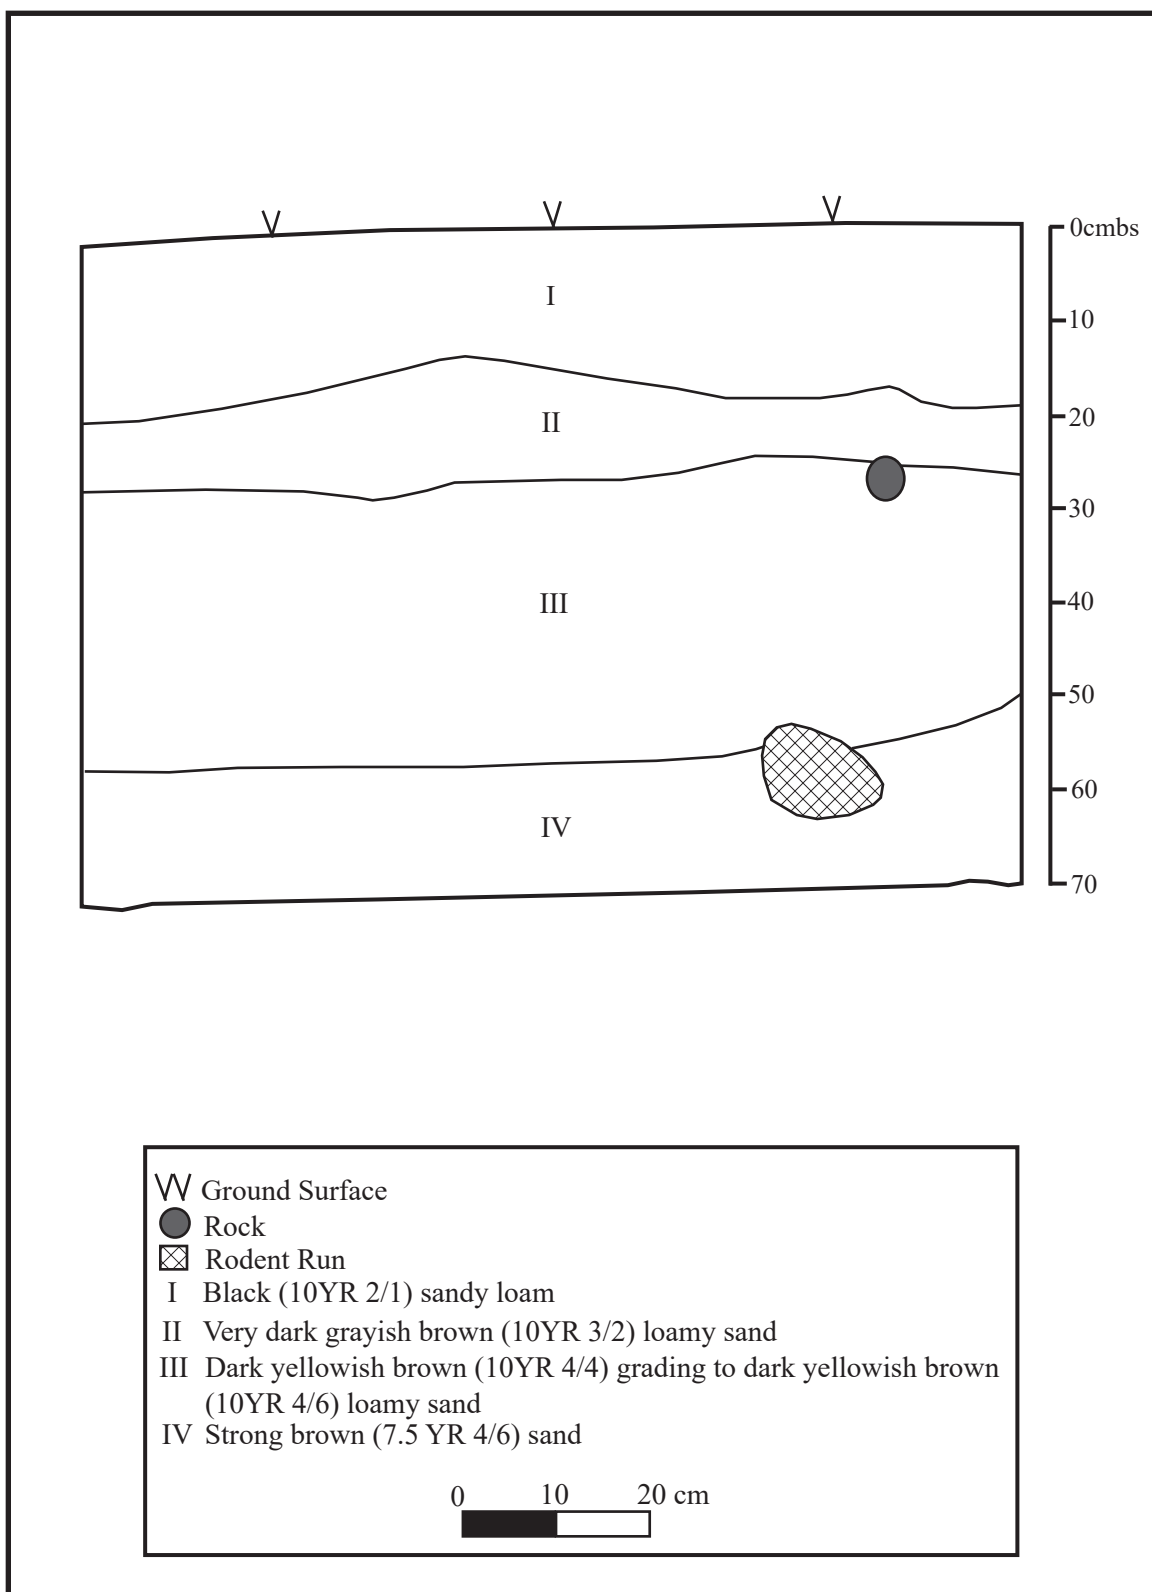 0cmbs
I
10
II
20
30
III
40
50
60
IV
70
Ground Surface
Rock
Rodent Run
I Black (10YR 2/1) sandy loam
II Very dark grayish brown (10YR 3/2) loamy sand
III Dark yellowish brown (10YR 4/4) grading to dark yellowish brown
(10YR 4/6) loamy sand
IV Strong brown (7.5 YR 4/6) sand
0 10 20 cm